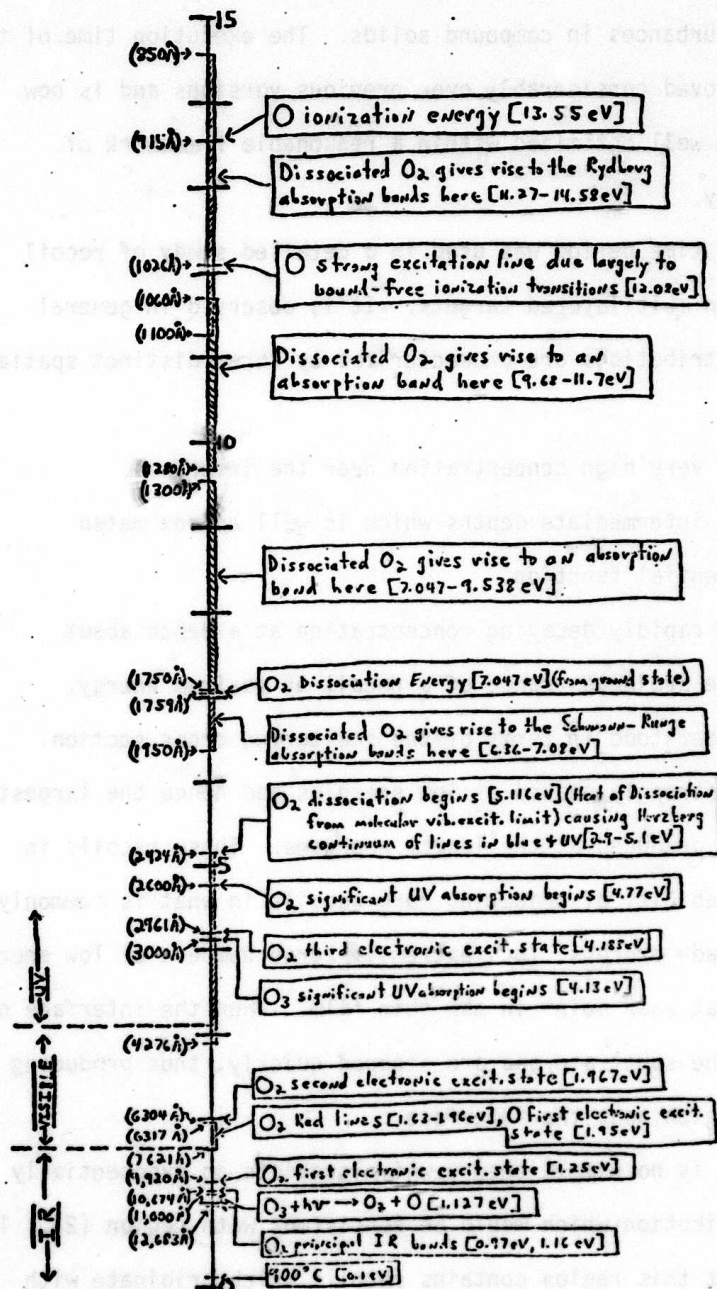 15
(850Å)
O ionization energy [13.55eV]
(915Å)
Dissociated O₂ gives rise to the Rydberg
absorption bands here [11.27-14.58eV]
(1026Å)
O strong excitation line due largely to
bound-free ionization transitions [12.08eV]
(1060Å)
(1100Å)
Dissociated O₂ gives rise to an
absorption band here [9.68-11.7eV]
10
(1280Å)
(1300Å)
Dissociated O₂ gives rise to an absorption
band here [7.047-9.538eV]
(1750Å)
O₂ Dissociation Energy [7.047eV](from ground state)
(1759Å)
Dissociated O₂ gives rise to the Schumann-Runge
absorption bands here [6.36-7.08eV]
(1950Å)
O₂ dissociation begins [5.116eV](Heat of Dissociation
from molecular vib.excit. limit) causing Herzberg
continuum of lines in blue+UV[2.9-5.1eV]
(2424Å)
5
(2600Å)
O₂ significant UV absorption begins [4.77eV]
(2961Å)
O₂ third electronic excit. state [4.185eV]
(3000Å)
O₃ significant UV absorption begins [4.13eV]
UV
(4276Å)
O₂ second electronic excit. state [1.967eV]
VISIBLE
(6304Å)
O₂ Red lines [1.63-1.96eV], O first electronic excit.
state [1.95eV]
(6317Å)
(7621Å)
O₂ first electronic excit. state [1.25eV]
(9,920Å)
(10,674Å)
O₃+hν→O₂+O [1.137eV]
(11,000Å)
O₂ principal IR bands [0.97eV, 1.16eV]
(12,683Å)
IR
900°C
0